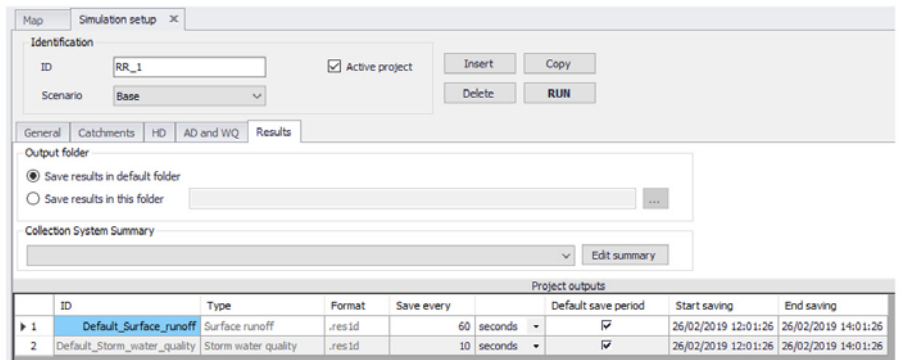 Map Simulation setup
Identification
ID RR_1 Active project Insert Copy
Scenario Base Delete RUN
General Catchments HD AD and WQ Results
Output folder
Save results in default folder
Save results in this folder ...
Collection System Summary
Edit summary
Project outputs
ID Type Format Save every Default save period Start saving End saving
1 Default_Surface_runoff Surface runoff .res1d 60 seconds 26/02/2019 12:01:26 26/02/2019 14:01:26
2 Default_Storm_water_quality Storm water quality .res1d 10 seconds 26/02/2019 12:01:26 26/02/2019 14:01:26